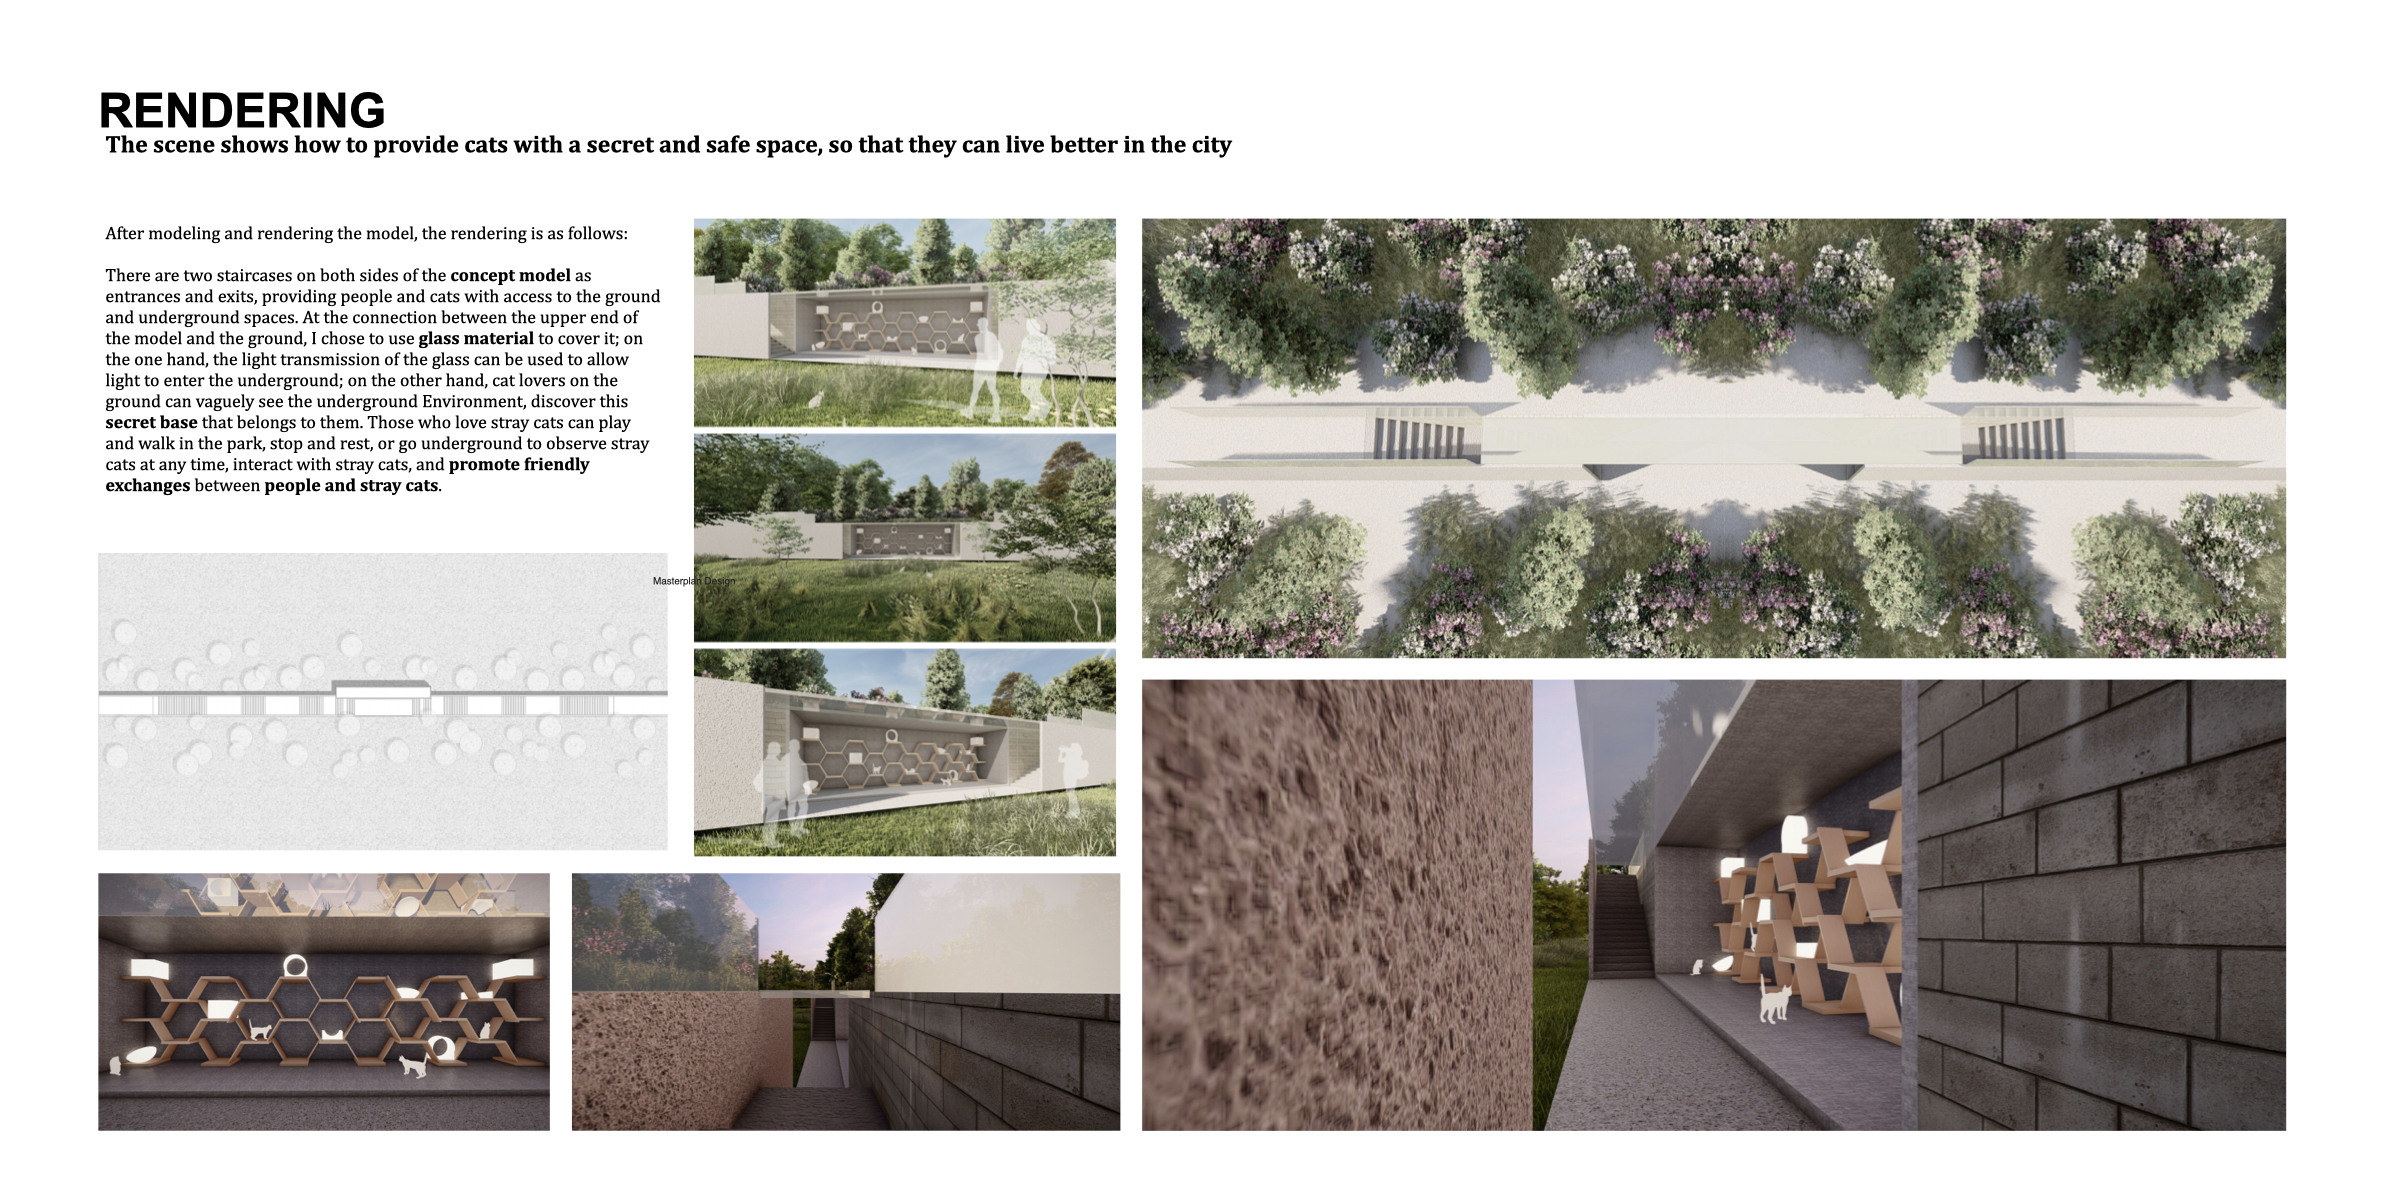 RENDERING
The scene shows how to provide cats with a secret and safe space, so that they can live better in the city
After modeling and rendering the model, the rendering is as follows:
There are two staircases on both sides of the concept model as
entrances and exits, providing people and cats with access to the ground
and underground spaces. At the connection between the upper end of
the model and the ground, I chose to use glass material to cover it; on
the one hand, the light transmission of the glass can be used to allow
light to enter the underground; on the other hand, cat lovers on the
ground can vaguely see the underground Environment, discover this
secret base that belongs to them. Those who love stray cats can play
and walk in the park, stop and rest, or go underground to observe stray
cats at any time, interact with stray cats, and promote friendly
exchanges between people and stray cats.
Masterplan Design